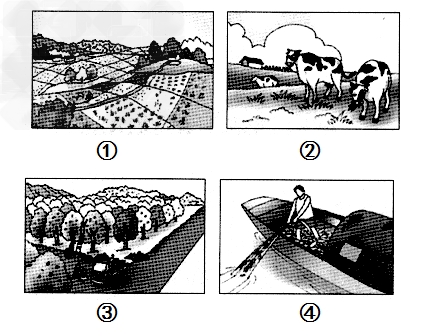 ① ②
③ ④